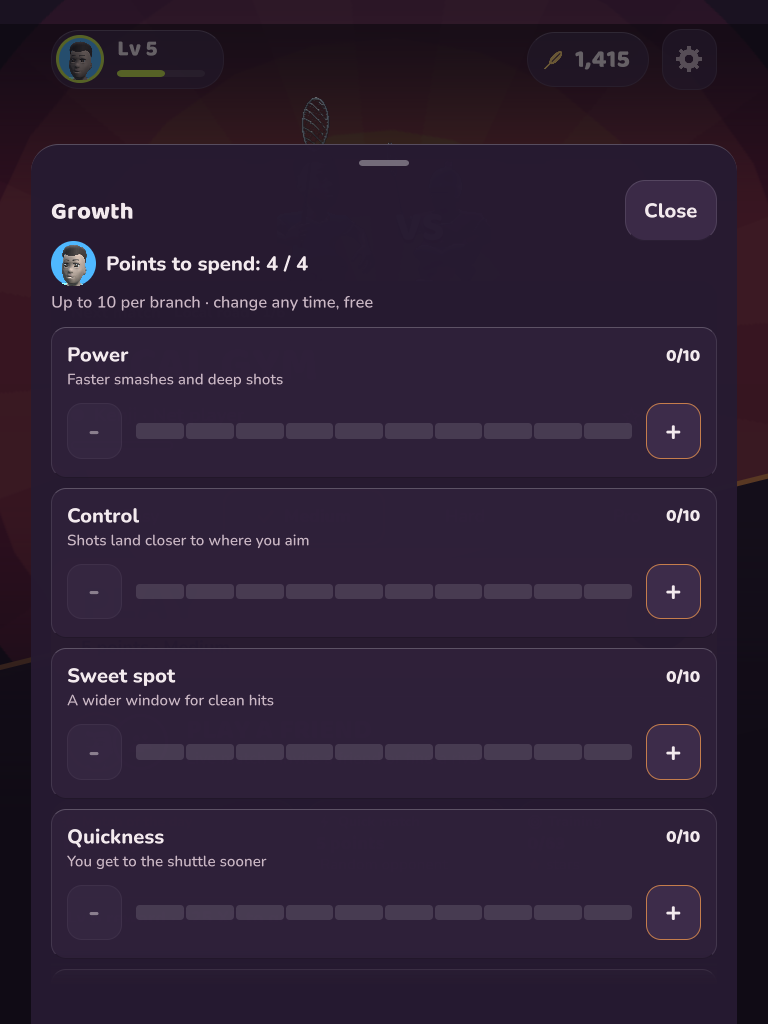 Lv 5
1,415
Growth
Close
Points to spend: 4 / 4
Up to 10 per branch · change any time, free
Power
0/10
Faster smashes and deep shots
-
+
Control
0/10
Shots land closer to where you aim
-
+
Sweet spot
0/10
A wider window for clean hits
-
+
Quickness
0/10
You get to the shuttle sooner
-
+